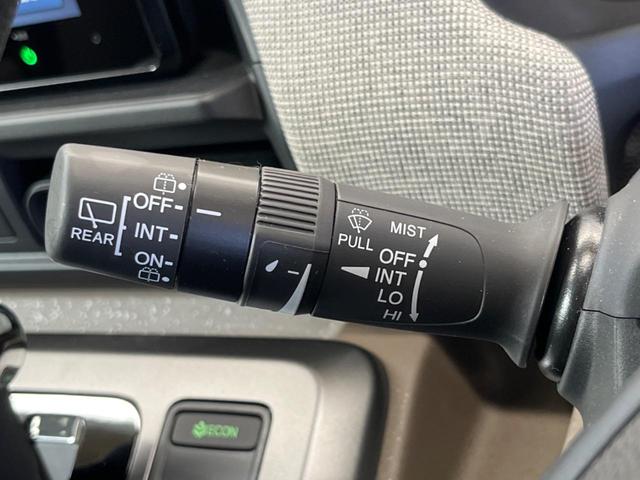 OFF-
INT-
ON-
REAR
PULL
MIST
OFF
INT
LO
HI
ECON